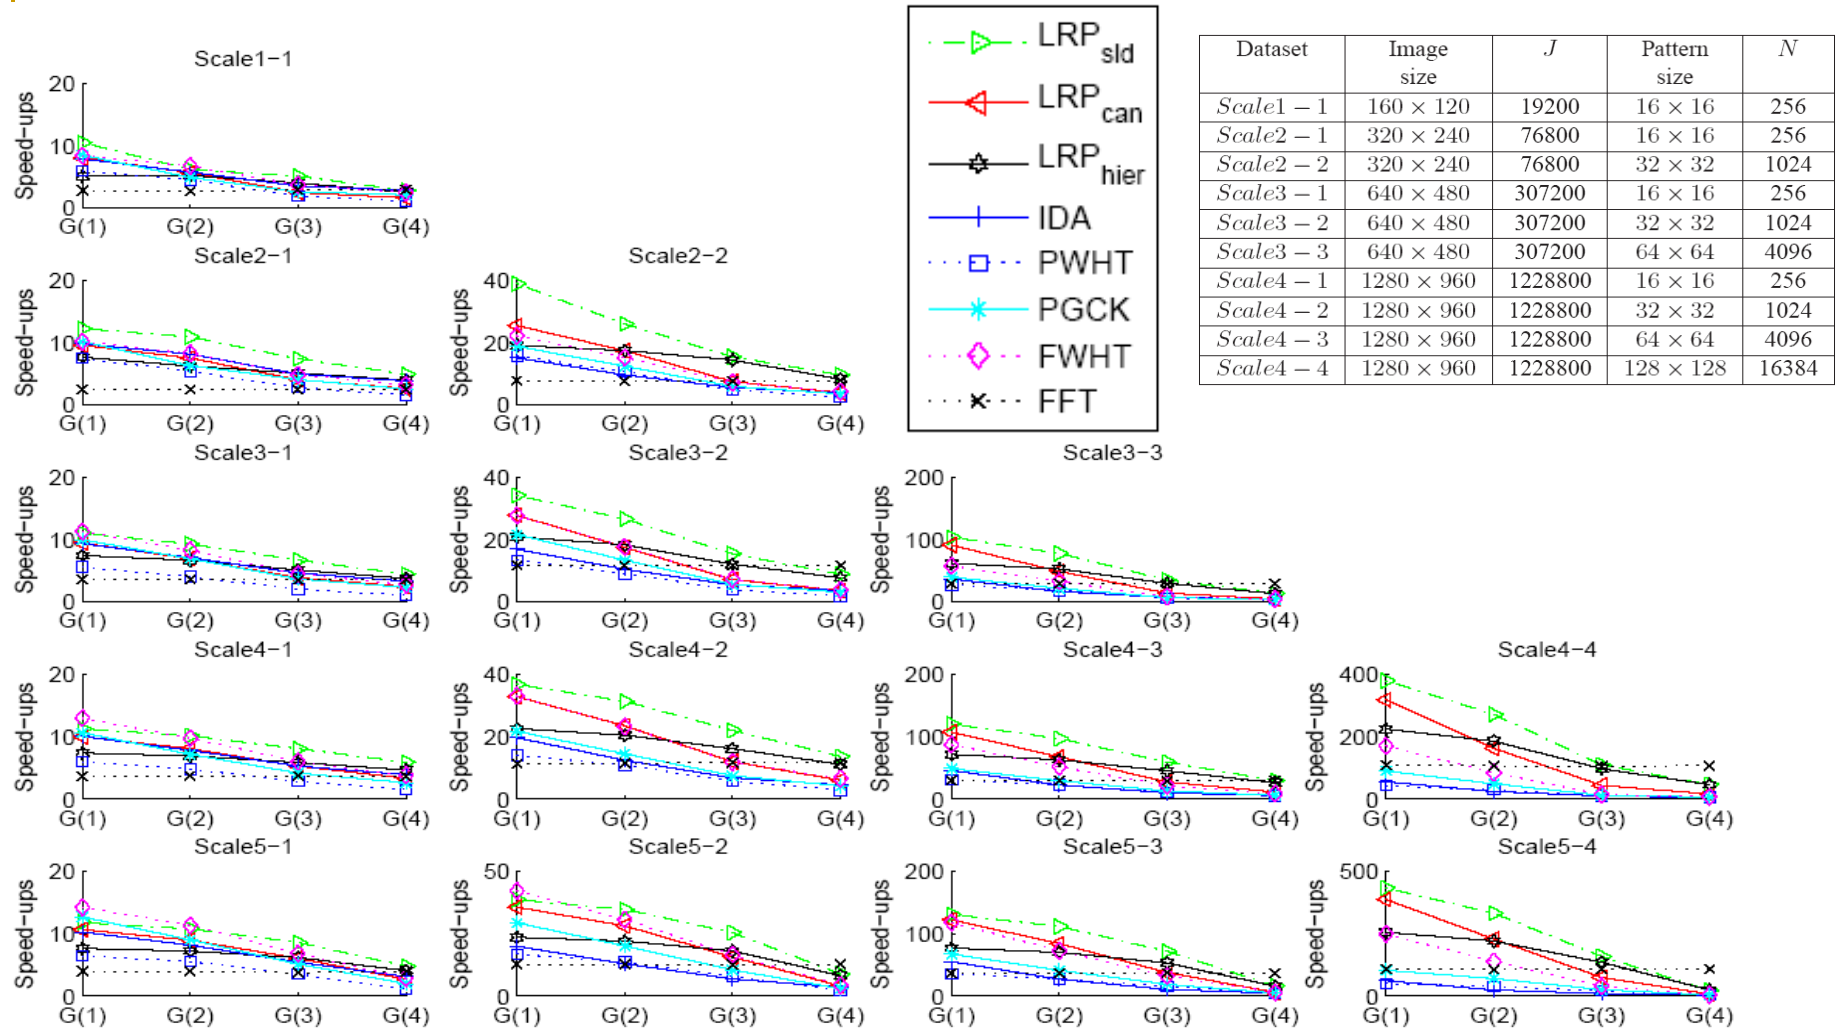 Scale1-1
20
10
0
Speed-ups
G(1) G(2) G(3) G(4)
LRP sld
LRP can
LRP hier
IDA
PWHT
PGCK
FWHT
FFT
Dataset Image size J Pattern size N
Scale1 − 1 160 × 120 19200 16 × 16 256
Scale2 − 1 320 × 240 76800 16 × 16 256
Scale2 − 2 320 × 240 76800 32 × 32 1024
Scale3 − 1 640 × 480 307200 16 × 16 256
Scale3 − 2 640 × 480 307200 32 × 32 1024
Scale3 − 3 640 × 480 307200 64 × 64 4096
Scale4 − 1 1280 × 960 1228800 16 × 16 256
Scale4 − 2 1280 × 960 1228800 32 × 32 1024
Scale4 − 3 1280 × 960 1228800 64 × 64 4096
Scale4 − 4 1280 × 960 1228800 128 × 128 16384
Scale2-1
20
10
0
Speed-ups
G(1) G(2) G(3) G(4)
Scale2-2
40
20
0
Speed-ups
G(1) G(2) G(3) G(4)
Scale3-1
20
10
0
Speed-ups
G(1) G(2) G(3) G(4)
Scale3-2
40
20
0
Speed-ups
G(1) G(2) G(3) G(4)
Scale3-3
200
100
0
Speed-ups
G(1) G(2) G(3) G(4)
Scale4-1
20
10
0
Speed-ups
G(1) G(2) G(3) G(4)
Scale4-2
40
20
0
Speed-ups
G(1) G(2) G(3) G(4)
Scale4-3
200
100
0
Speed-ups
G(1) G(2) G(3) G(4)
Scale4-4
400
200
0
Speed-ups
G(1) G(2) G(3) G(4)
Scale5-1
20
10
0
Speed-ups
G(1) G(2) G(3) G(4)
Scale5-2
50
0
Speed-ups
G(1) G(2) G(3) G(4)
Scale5-3
200
100
0
Speed-ups
G(1) G(2) G(3) G(4)
Scale5-4
500
0
Speed-ups
G(1) G(2) G(3) G(4)